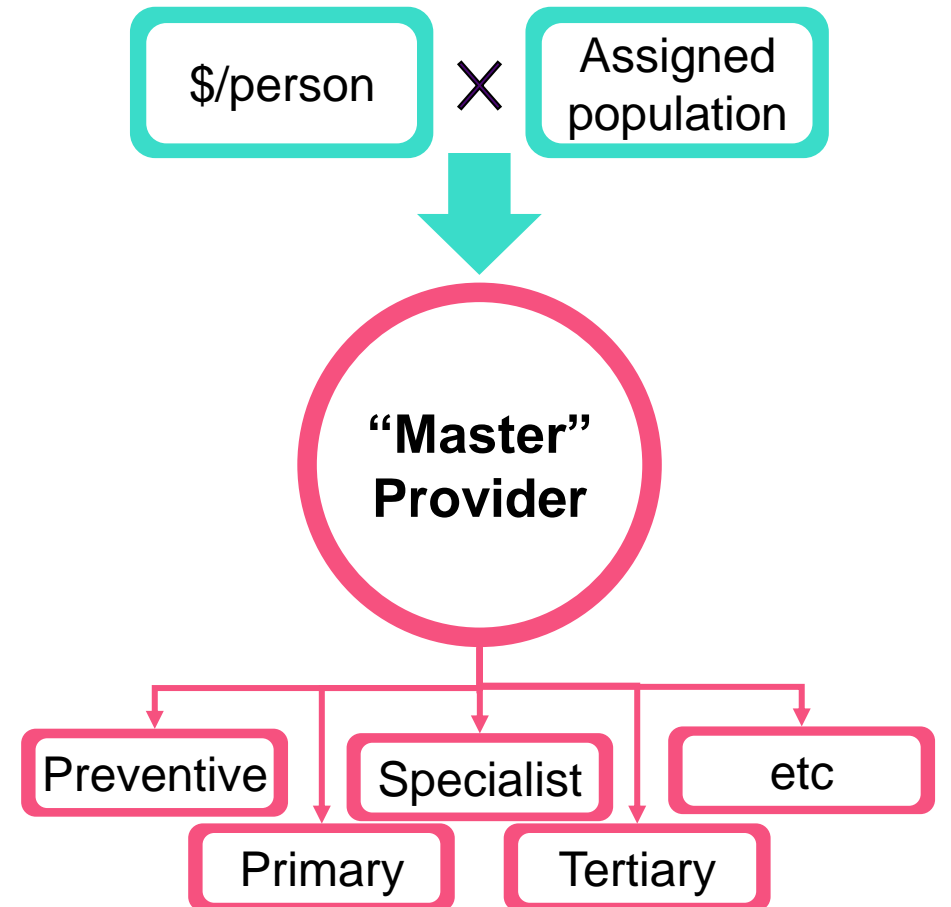 $/person
Assigned
population
“Master”
Provider
Preventive
Specialist
etc
Primary
Tertiary